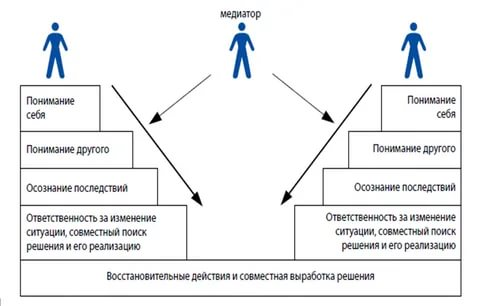 медиатор
Понимание
себя
Понимание другого
Осознание последствий
Ответственность за изменение
ситуации, совместный поиск
решения и его реализацию
Понимание
себя
Понимание другого
Осознание последствий
Ответственность за изменение
ситуации, совместный поиск
решения и его реализацию
Восстановительные действия и совместная выработка решения